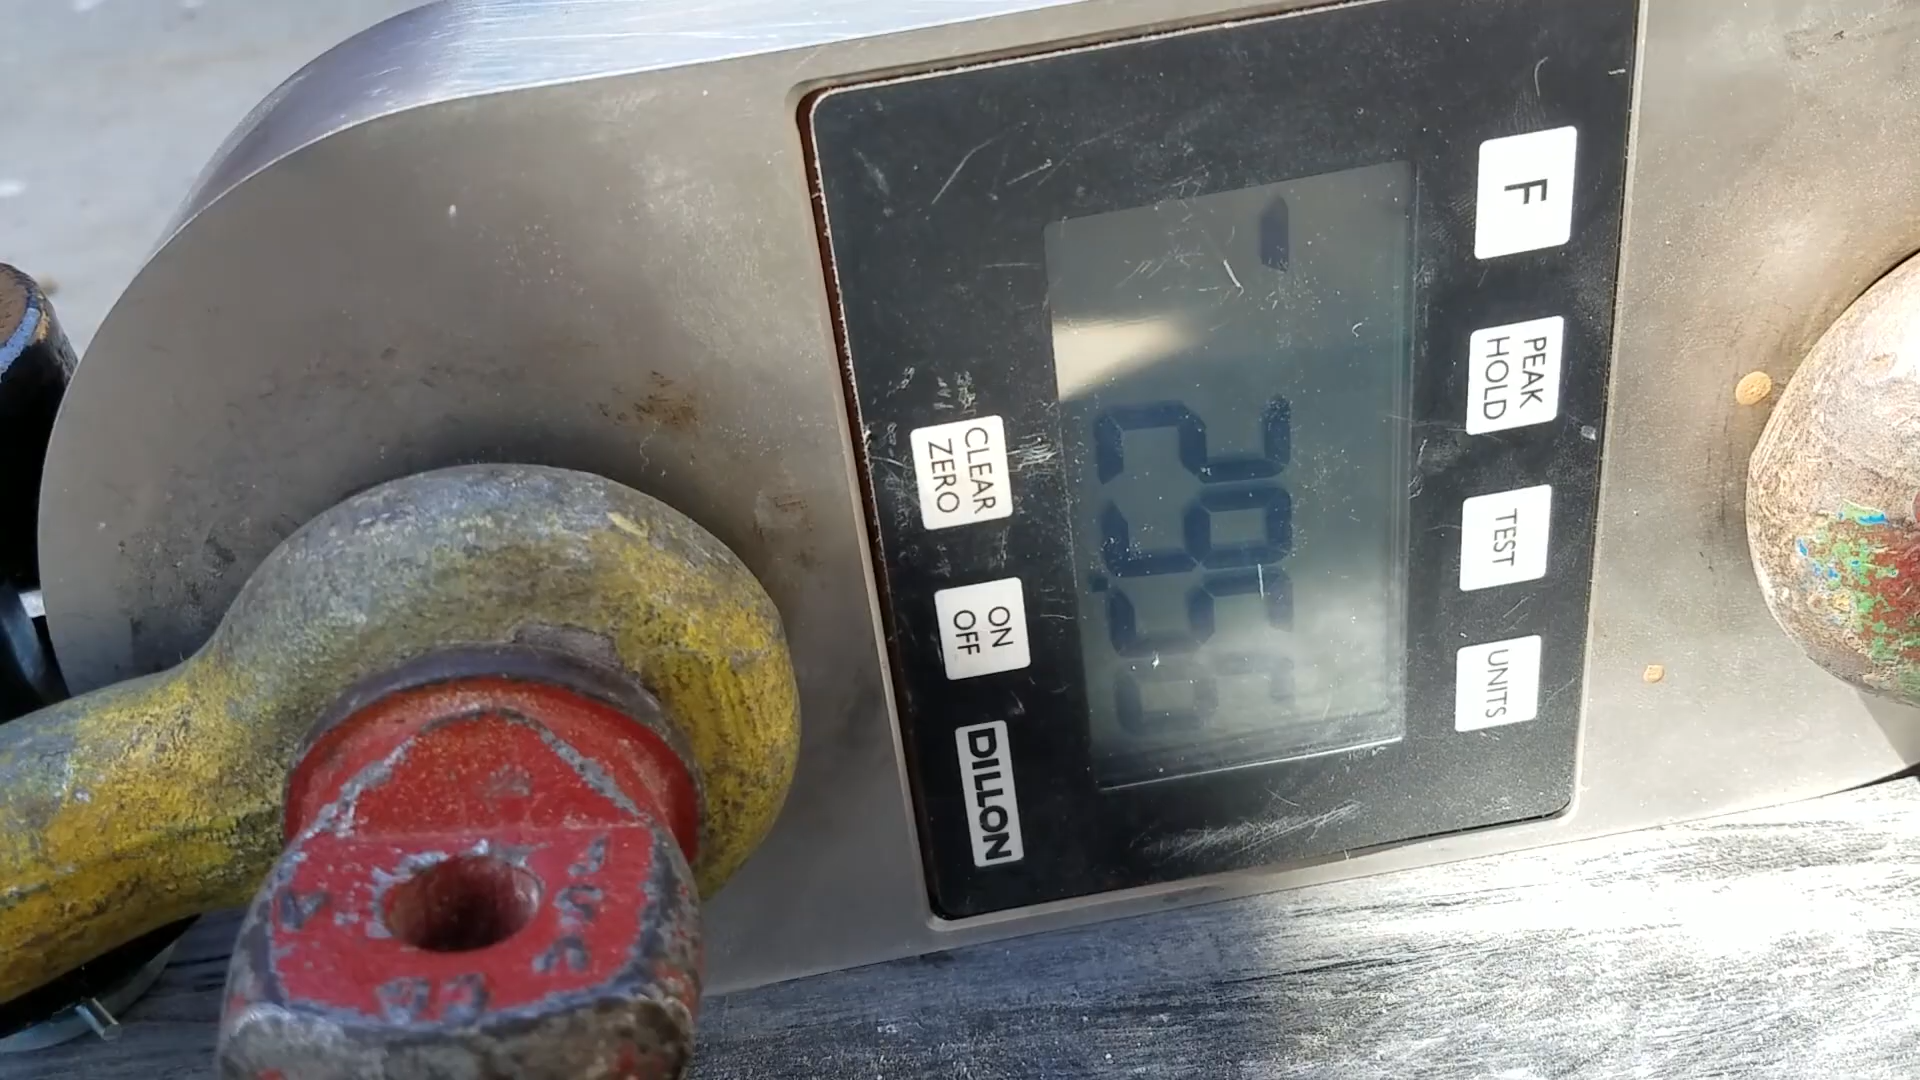 F
PEAK
HOLD
TEST
UNITS
CLEAR
ZERO
ON
OFF
DILLON